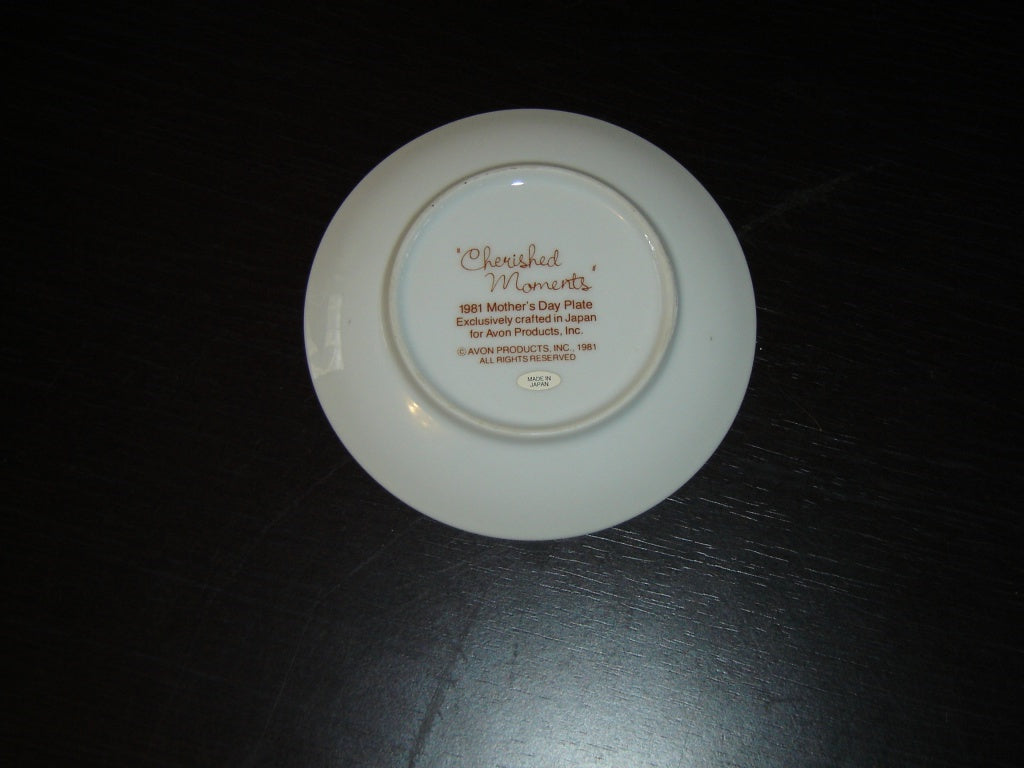 "Cherished
Moments"
1981 Mother's Day Plate
Exclusively crafted in Japan
for Avon Products, Inc.
© AVON PRODUCTS, INC., 1981
ALL RIGHTS RESERVED
MADE IN
JAPAN